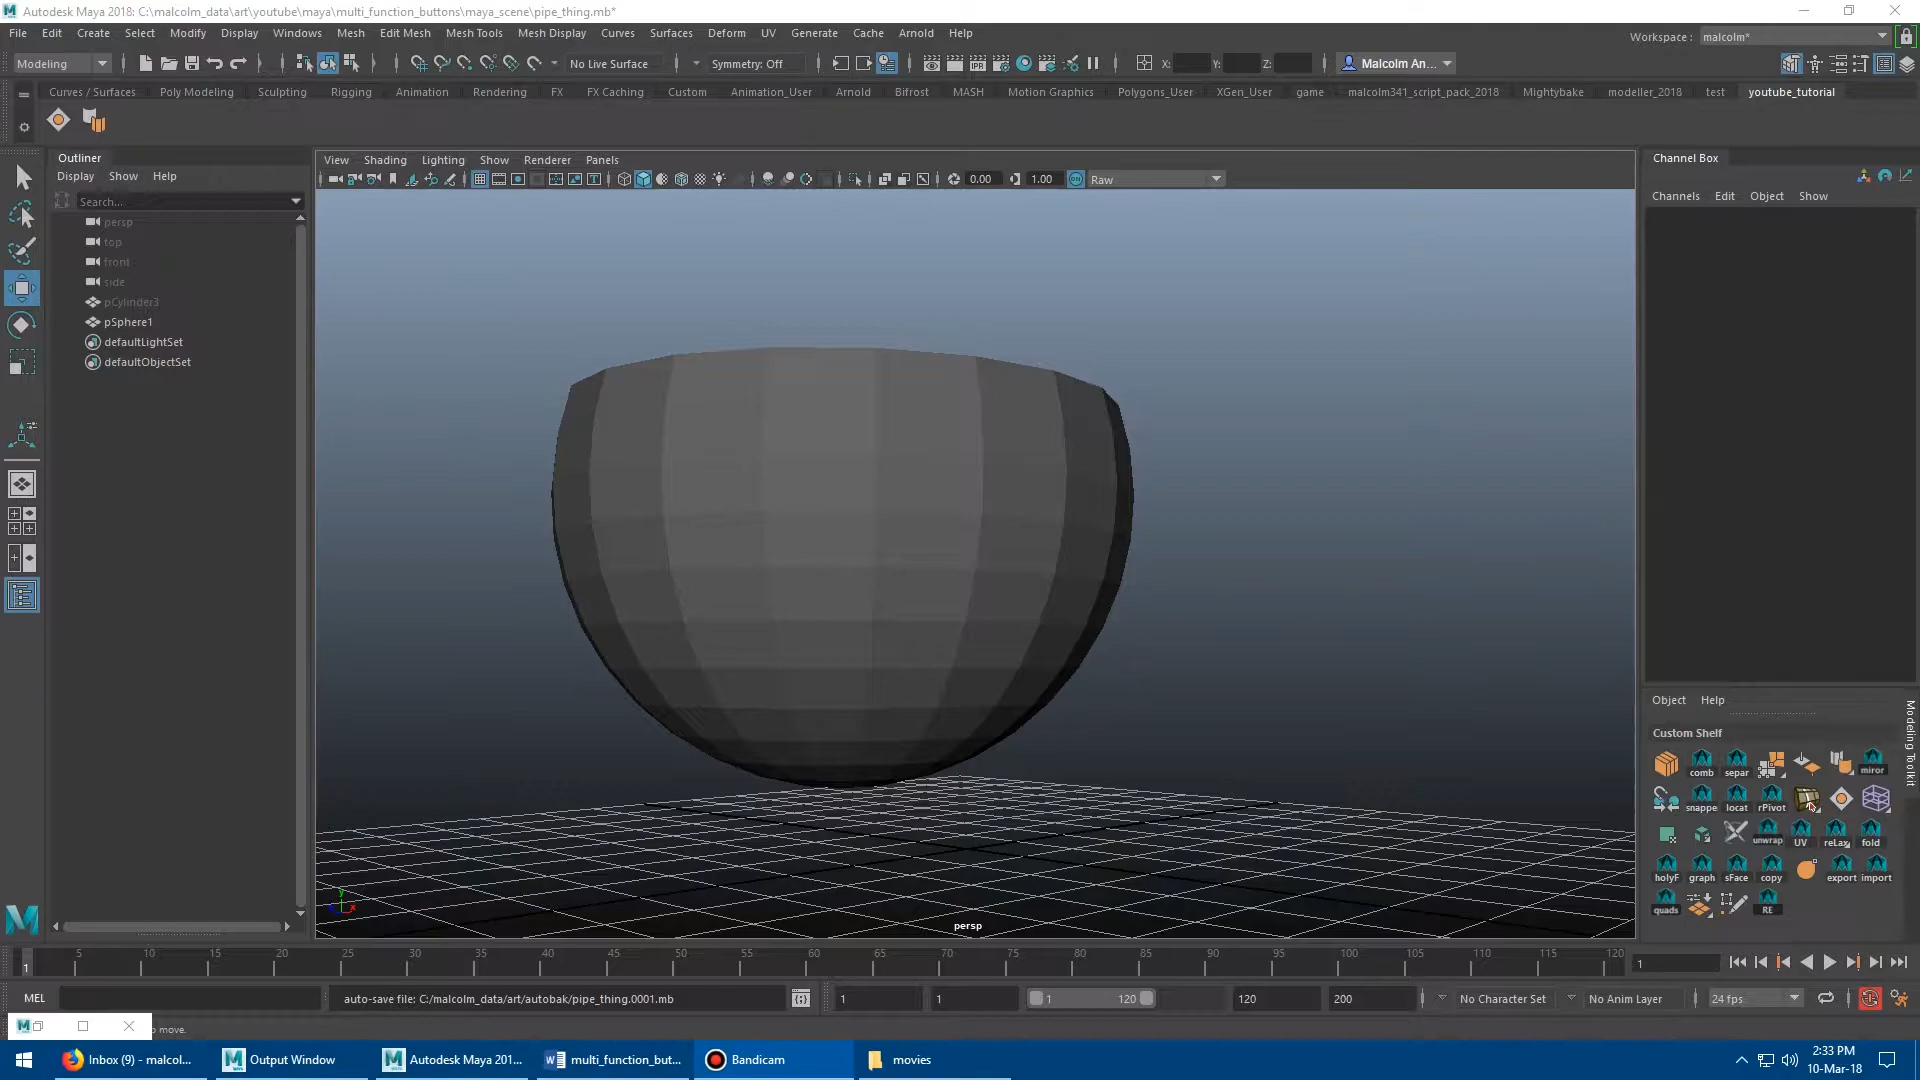 Autodesk Maya 2018: C:\malcolm_data\art\youtube\maya\multi_function_buttons\maya_scene\pipe_thing.mb*
File Edit Create Select Modify Display Windows Mesh Edit Mesh Mesh Tools Mesh Display Curves Surfaces Deform UV Generate Cache Arnold Help
Workspace : malcolm*
Modeling No Live Surface Symmetry: Off X: Y: Z: Malcolm An...
Curves / Surfaces Poly Modeling Sculpting Rigging Animation Rendering FX FX Caching Custom Animation_User Arnold Bifrost MASH Motion Graphics Polygons_User XGen_User game malcolm341_script_pack_2018 Mightybake modeller_2018 test youtube_tutorial
Outliner
Display Show Help
Search...
persp
top
front
side
pCylinder3
pSphere1
defaultLightSet
defaultObjectSet
View Shading Lighting Show Renderer Panels
0.00 1.00 Raw
persp
Channel Box
Channels Edit Object Show
Object Help
Modeling Toolkit
Custom Shelf
comb separ miror
snappe locat rPivot
unwrap UV reLax fold
holyF graph sFace copy export import
quads RE
5 10 15 20 25 30 35 40 45 50 55 60 65 70 75 80 85 90 95 100 105 110 115 120
1 1
MEL auto-save file: C:/malcolm_data/art/autobak/pipe_thing.0001.mb 1 1 1 120 120 200 No Character Set No Anim Layer 24 fps
move.
Inbox (9) - malcol... Output Window Autodesk Maya 201... multi_function_but... Bandicam movies
2:33 PM
10-Mar-18